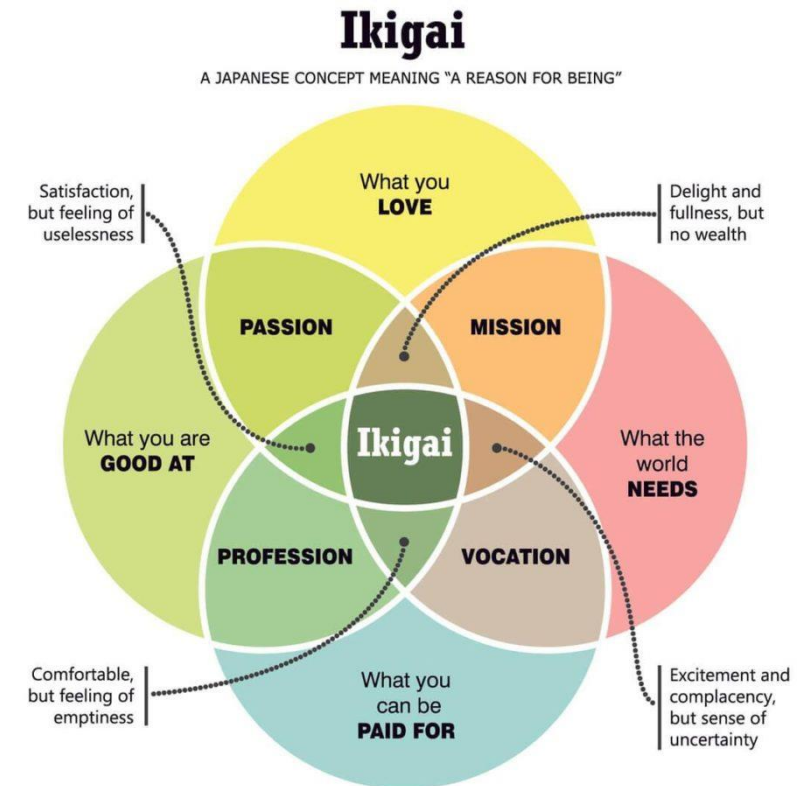 Ikigai
A JAPANESE CONCEPT MEANING “A REASON FOR BEING”
Satisfaction,
but feeling of
uselessness
What you
LOVE
Delight and
fullness, but
no wealth
PASSION
MISSION
What you are
GOOD AT
Ikigai
What the
world
NEEDS
PROFESSION
VOCATION
Comfortable,
but feeling of
emptiness
What you
can be
PAID FOR
Excitement and
complacency,
but sense of
uncertainty